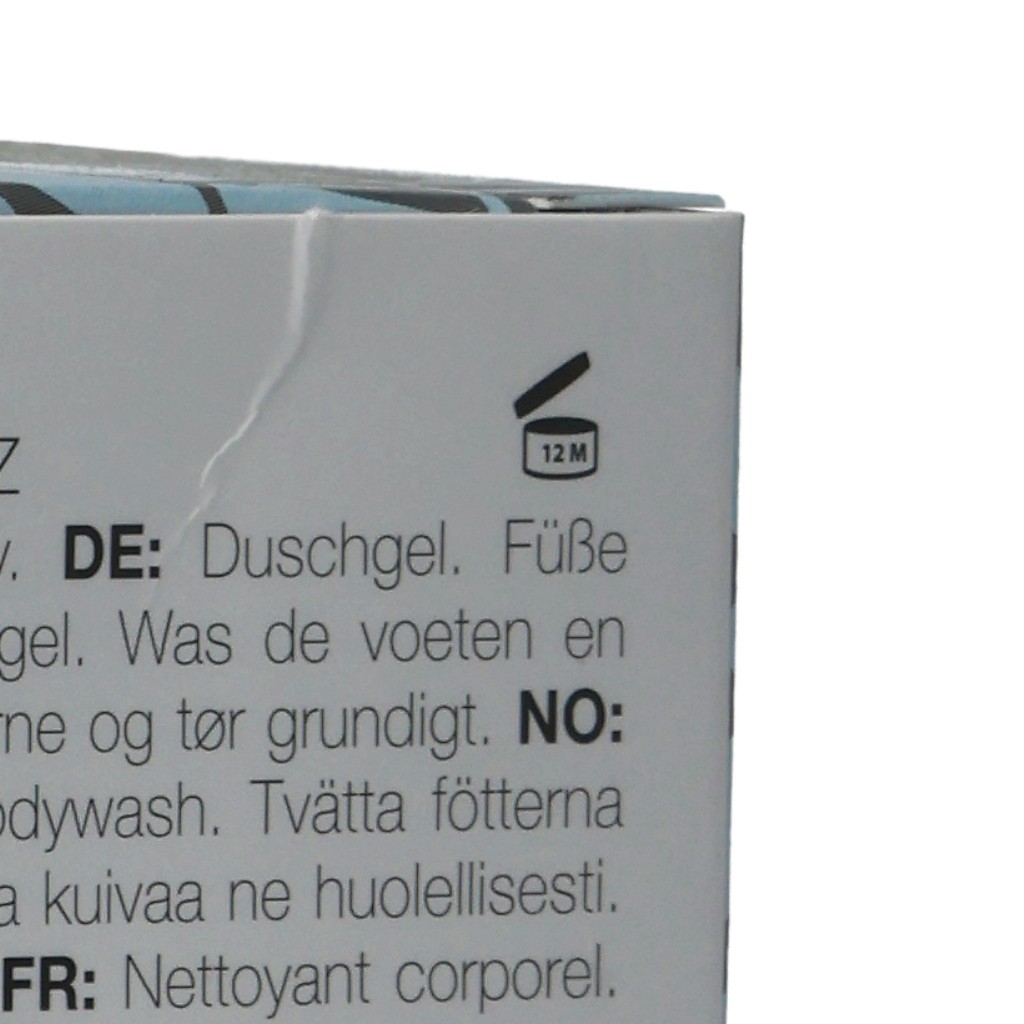 12 M
Z
y. DE: Duschgel. Füße
gel. Was de voeten en
rne og tør grundigt. NO:
odywash. Tvätta fötterna
a kuivaa ne huolellisesti.
FR: Nettoyant corporel.